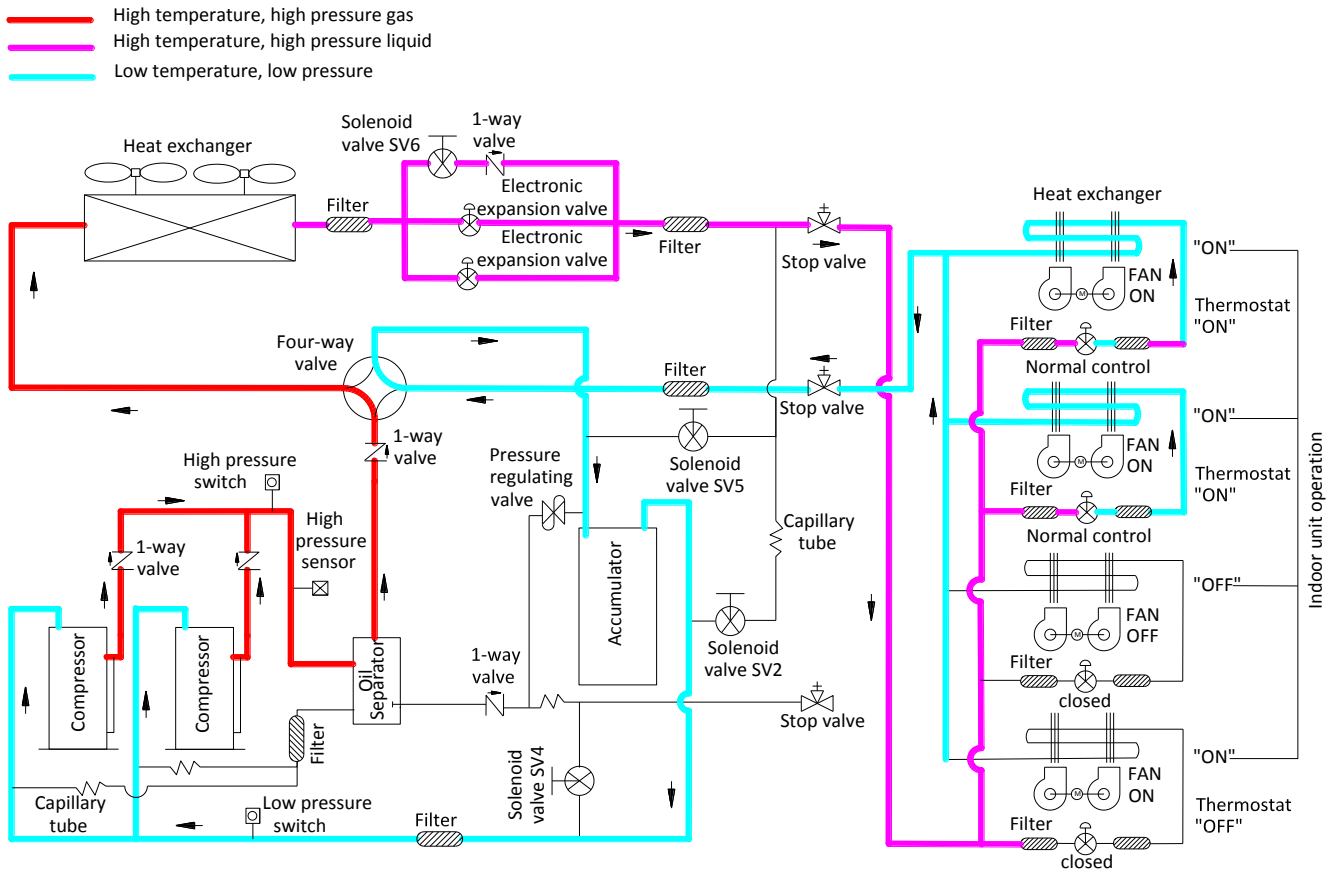 High temperature, high pressure gas
High temperature, high pressure liquid
Low temperature, low pressure
Heat exchanger
Solenoid
valve SV6
1-way
valve
Filter
Electronic
expansion valve
Electronic
expansion valve
Filter
Stop valve
Heat exchanger
"ON"
FAN
ON
M
Thermostat
"ON"
Filter
Normal control
Four-way
valve
Filter
Stop valve
"ON"
FAN
ON
M
Thermostat
"ON"
Filter
Normal control
1-way
valve
High pressure
switch
High
pressure
sensor
1-way
valve
Pressure
regulating
valve
Solenoid
valve SV5
Capillary
tube
Accumulator
Solenoid
valve SV2
"OFF"
FAN
OFF
M
Filter
closed
Indoor unit operation
Compressor
Compressor
Oil
Separator
1-way
valve
Stop valve
Filter
Solenoid
valve SV4
Capillary
tube
Low pressure
switch
Filter
"ON"
FAN
ON
M
Thermostat
"OFF"
Filter
closed